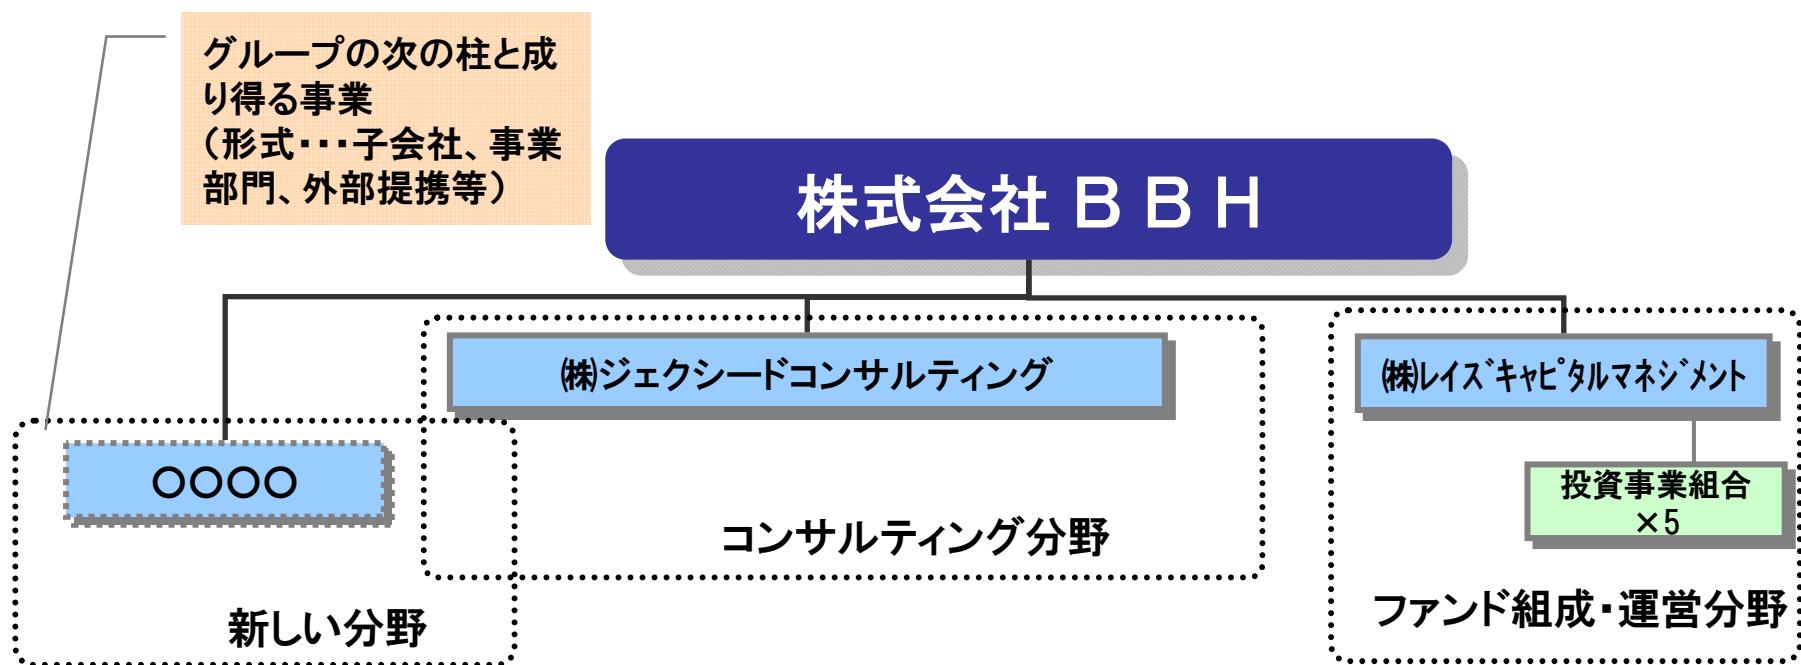 グループの次の柱と成
り得る事業
（形式・・・子会社、事業
部門、外部提携等）
株式会社ＢＢＨ
㈱ジェクシードコンサルティング
㈱ﾚｲｽﾞｷｬﾋﾟﾀﾙﾏﾈｼﾞﾒﾝﾄ
〇〇〇〇
投資事業組合
×5
コンサルティング分野
ファンド組成・運営分野
新しい分野